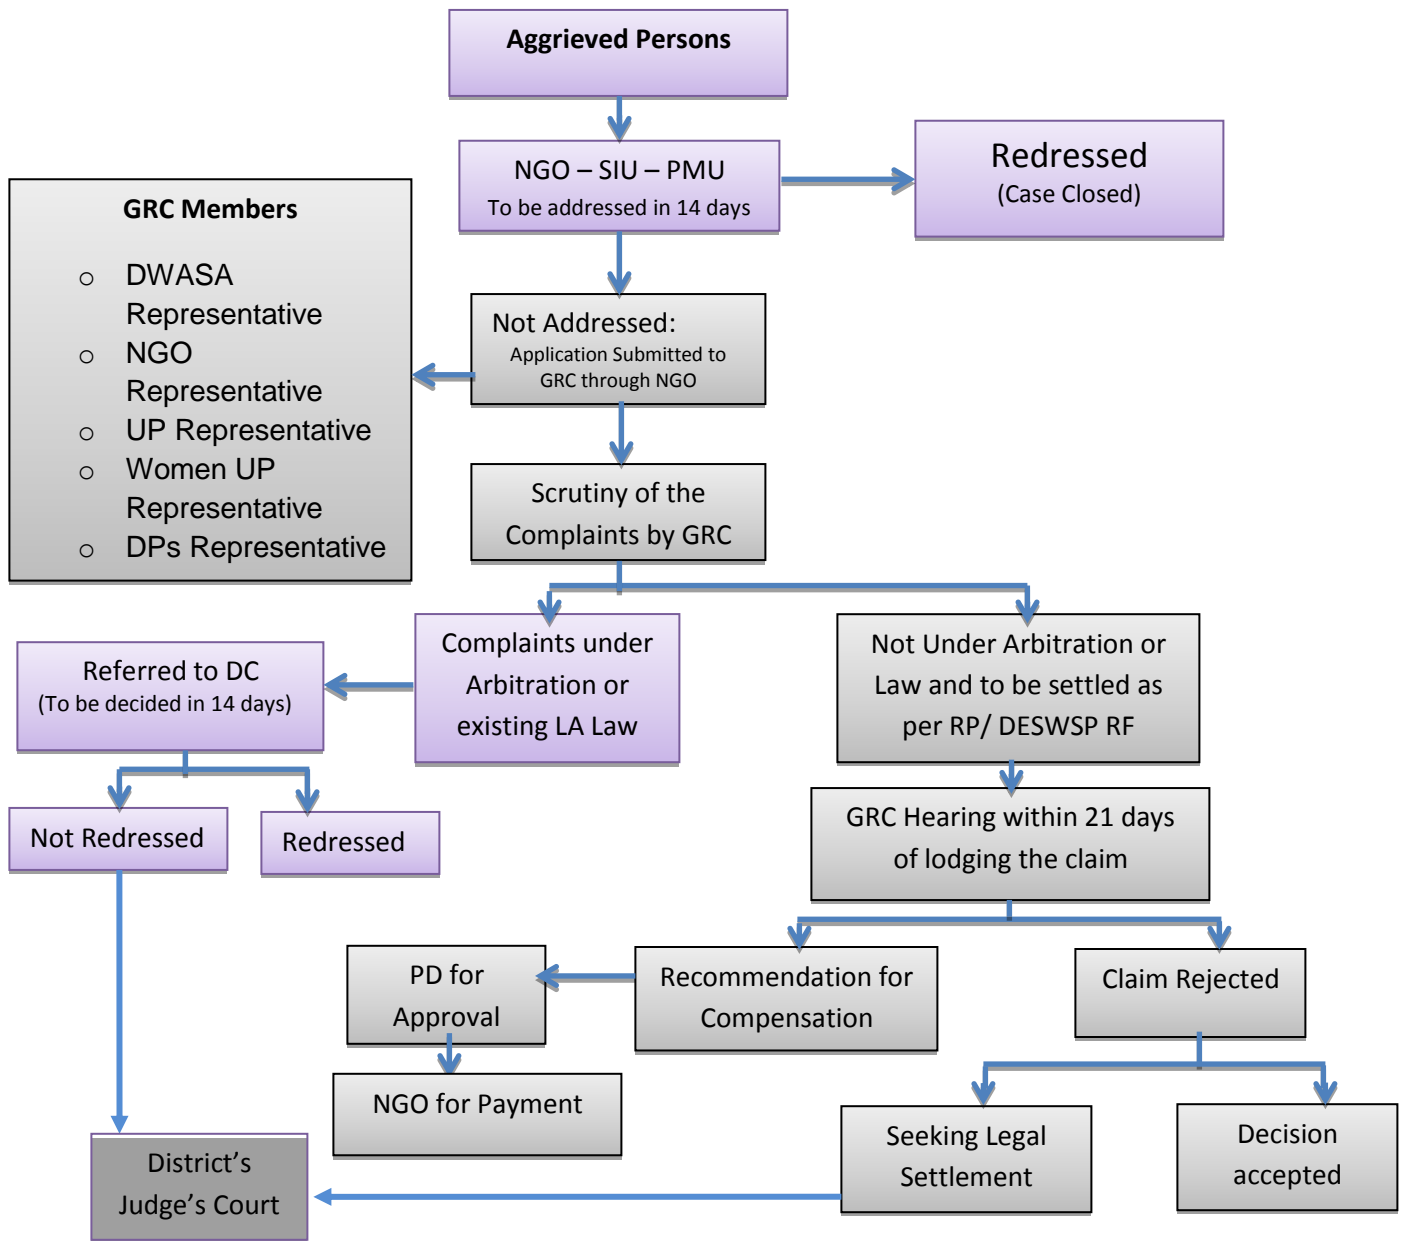 Aggrieved Persons
NGO – SIU – PMU
To be addressed in 14 days
Redressed
(Case Closed)
GRC Members
o DWASA
Representative
o NGO
Representative
o UP Representative
o Women UP
Representative
o DPs Representative
Not Addressed:
Application Submitted to
GRC through NGO
Scrutiny of the
Complaints by GRC
Complaints under
Arbitration or
existing LA Law
Not Under Arbitration or
Law and to be settled as
per RP/ DESWSP RF
Referred to DC
(To be decided in 14 days)
Not Redressed
Redressed
GRC Hearing within 21 days
of lodging the claim
PD for
Approval
Recommendation for
Compensation
Claim Rejected
NGO for Payment
Seeking Legal
Settlement
Decision
accepted
District’s
Judge’s Court